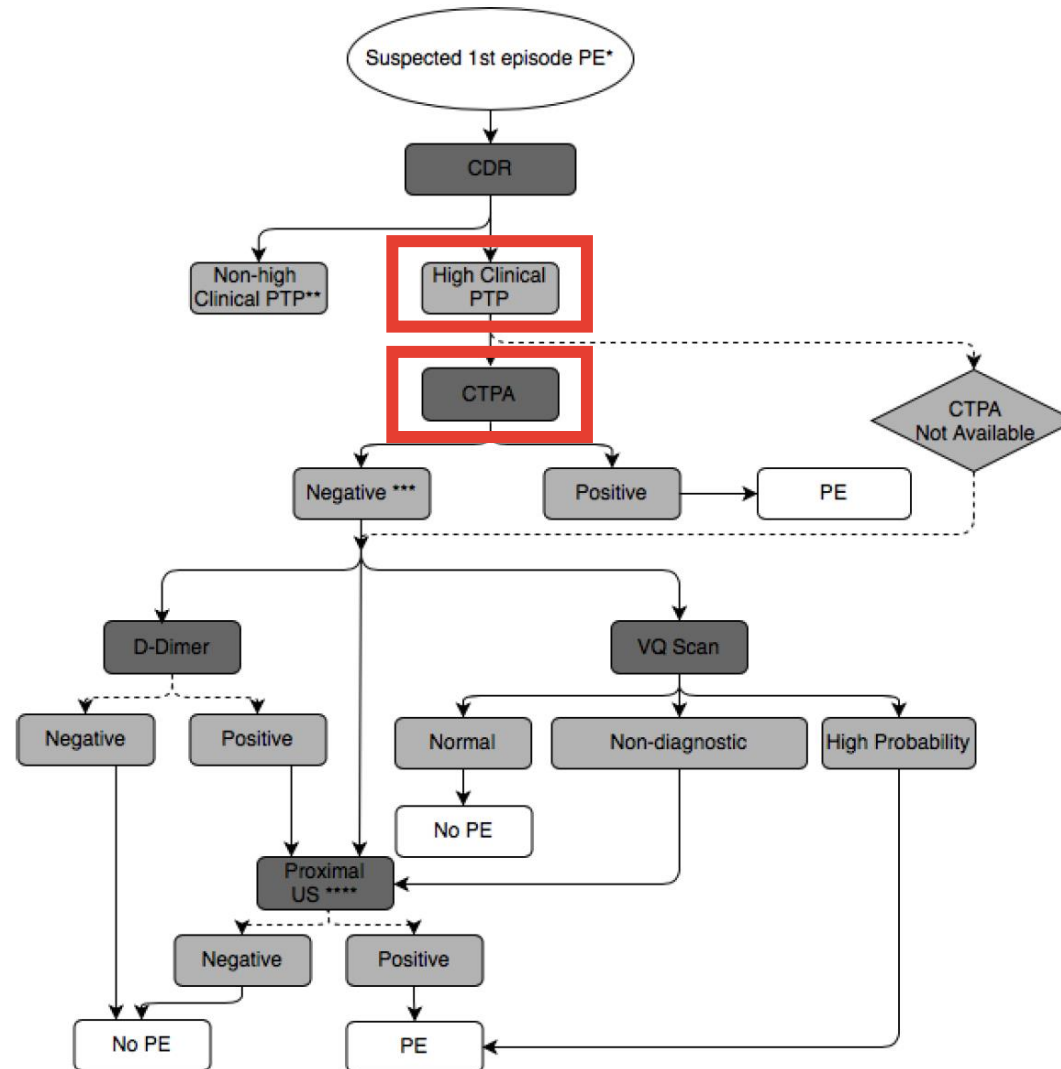 Suspected 1st episode PE*
CDR
Non-high
Clinical PTP**
High Clinical
PTP
CTPA
CTPA
Not Available
Negative ***
Positive
PE
D-Dimer
VQ Scan
Negative
Positive
Normal
Non-diagnostic
High Probability
No PE
Proximal
US ****
Negative
Positive
No PE
PE